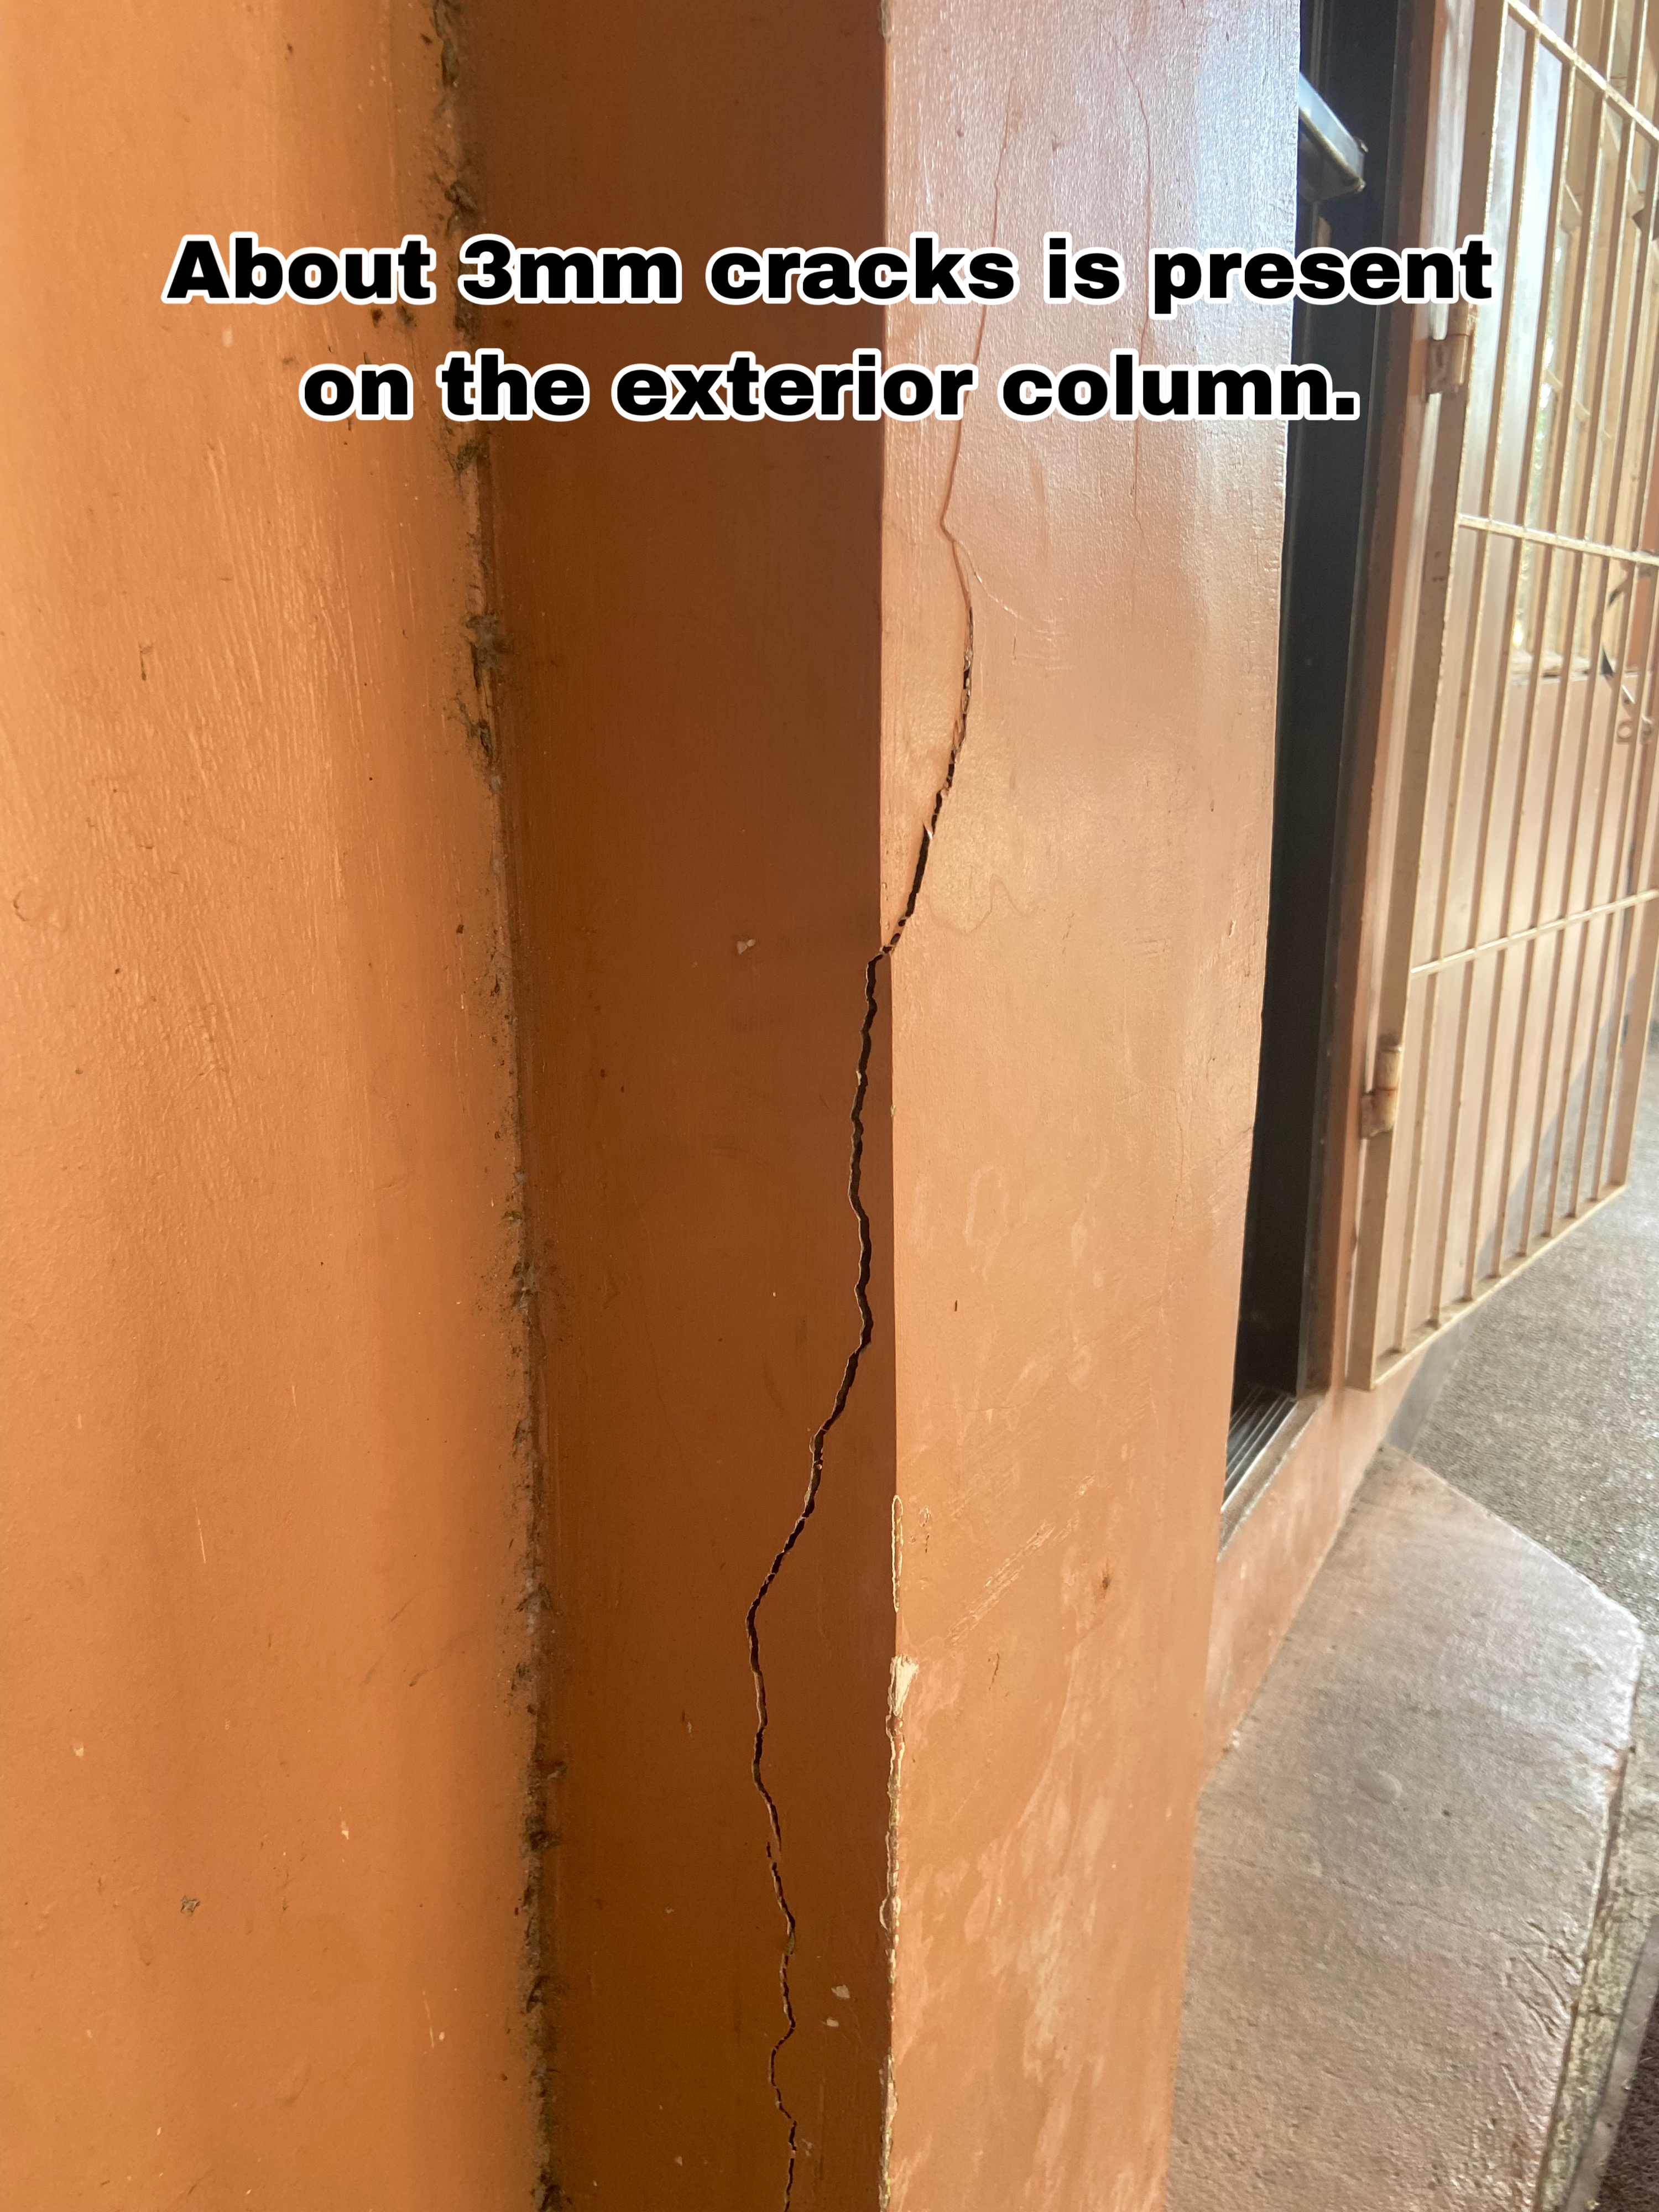 About 3mm cracks is present
on the exterior column.